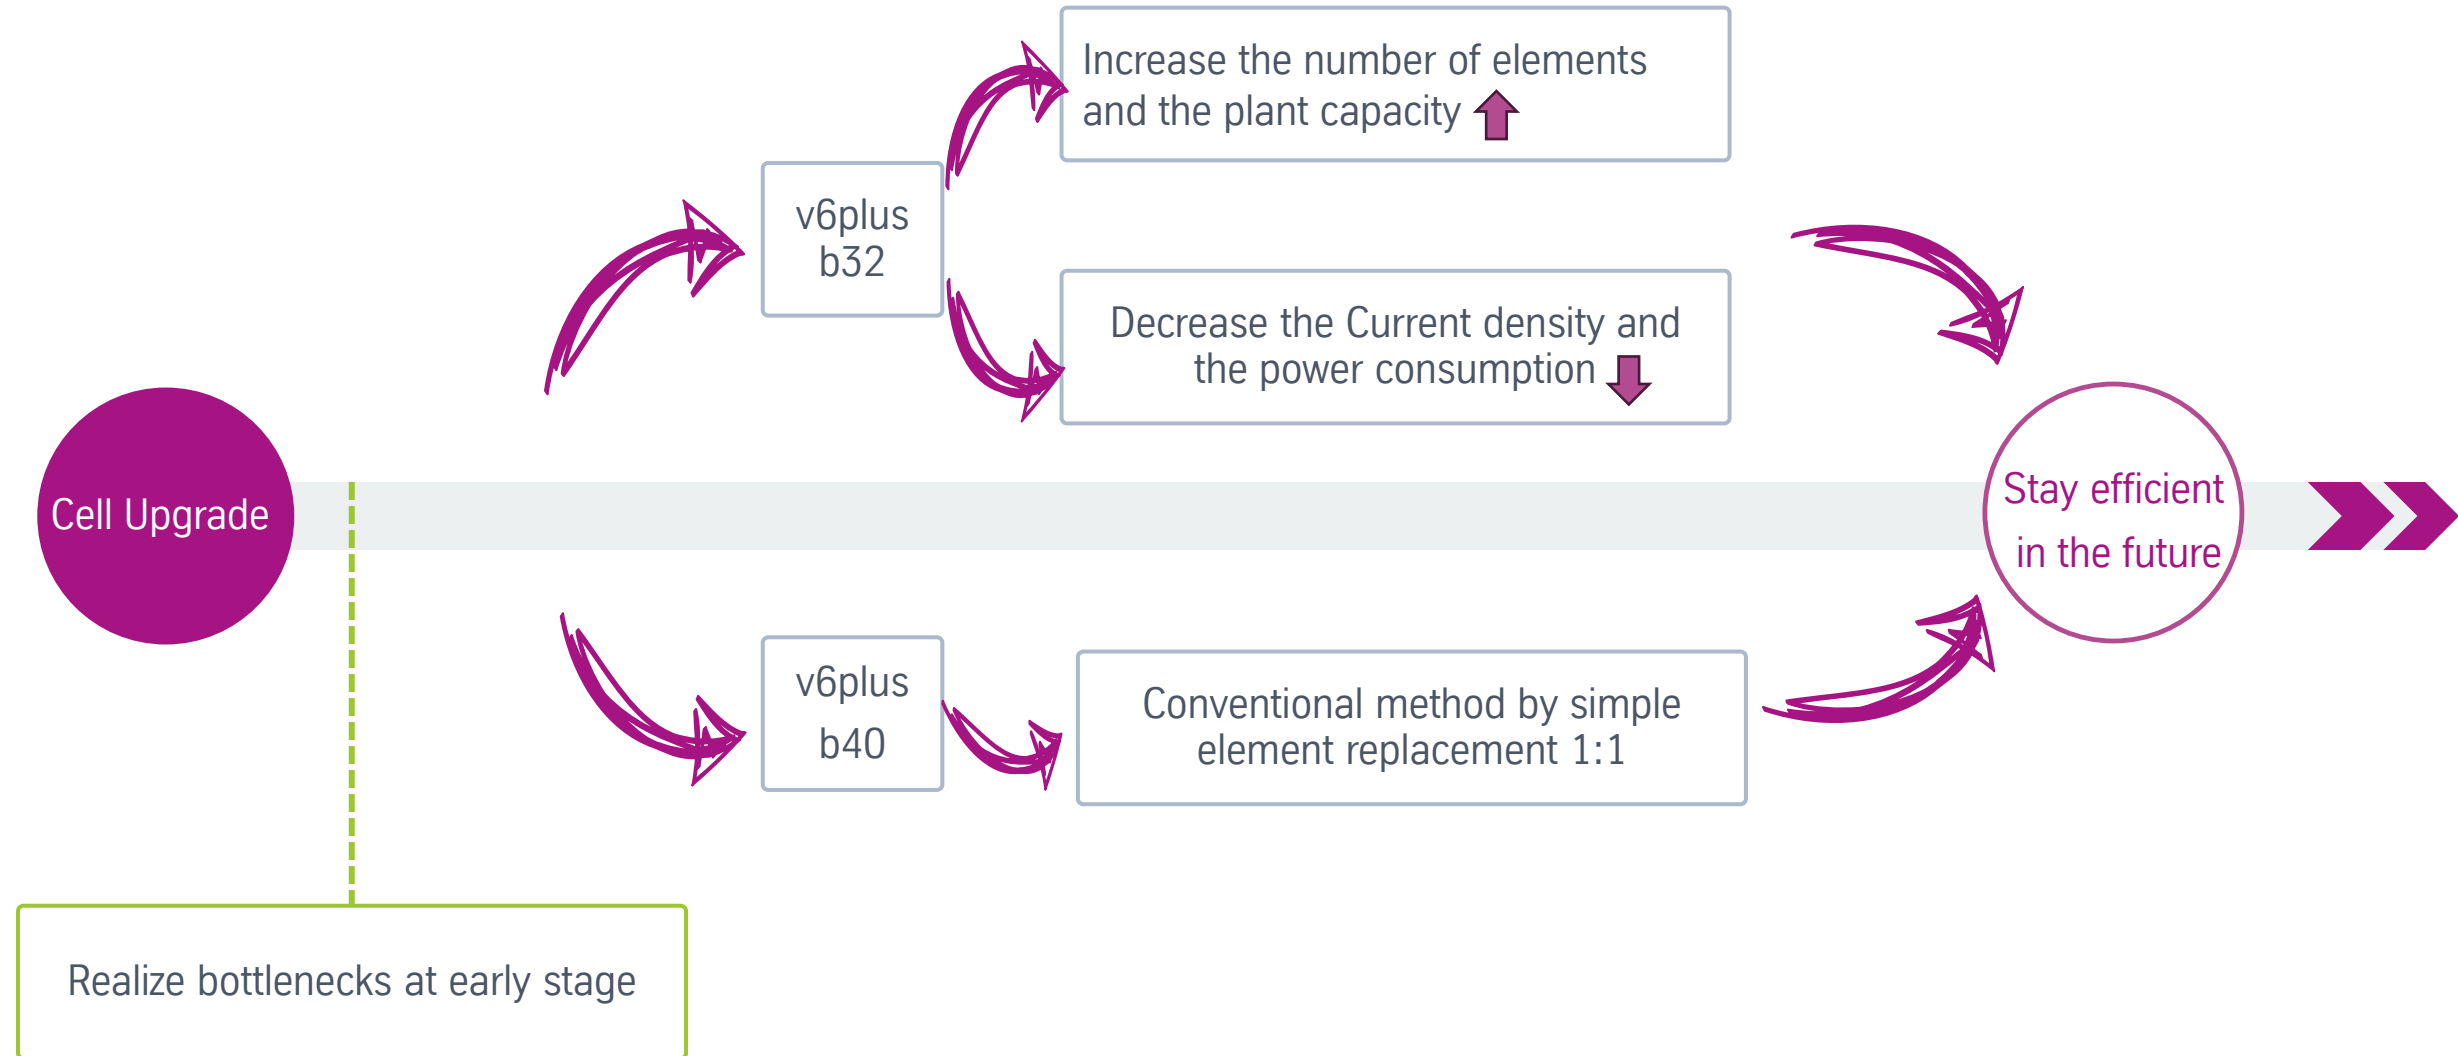 Increase the number of elements
and the plant capacity
v6plus
b32
Decrease the Current density and
the power consumption
Cell Upgrade
Stay efficient
in the future
v6plus
b40
Conventional method by simple
element replacement 1:1
Realize bottlenecks at early stage